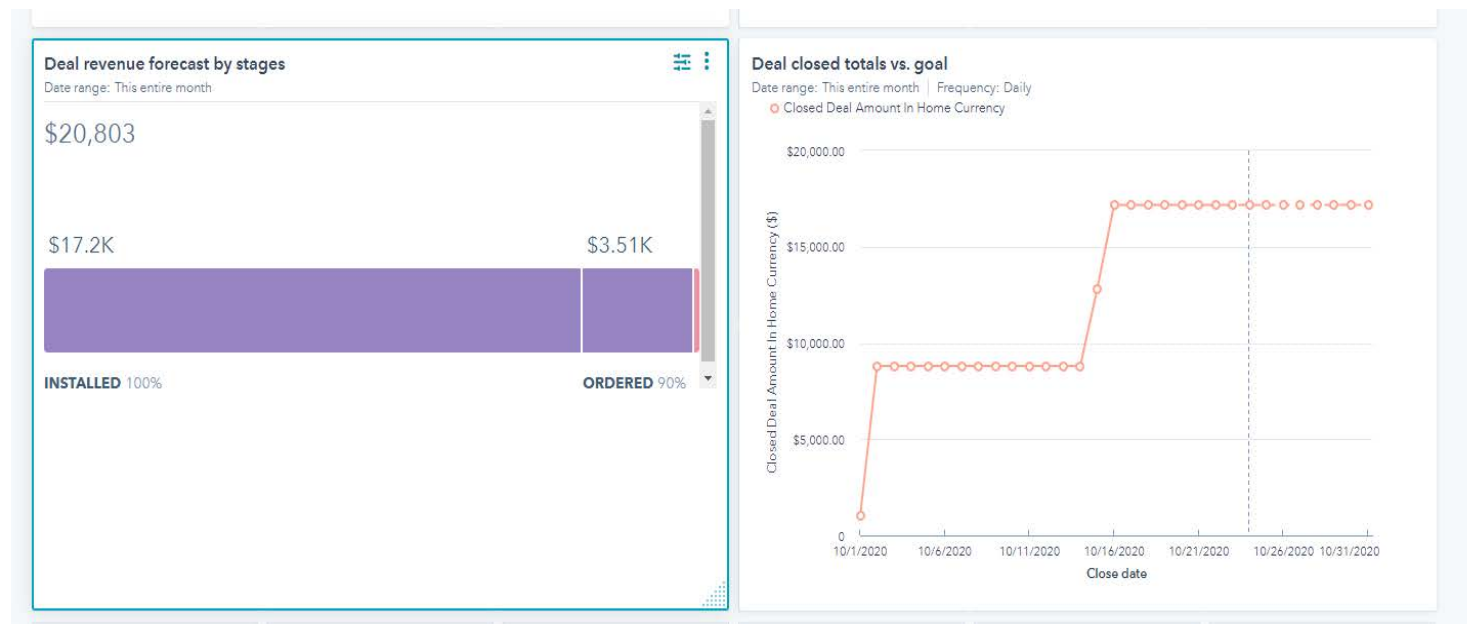 Deal revenue forecast by stages
Date range: This entire month
$20,803
$17.2K $3.51K
INSTALLED 100% ORDERED 90%
Deal closed totals vs. goal
Date range: This entire month Frequency: Daily
Closed Deal Amount In Home Currency
Closed Deal Amount In Home Currency ($)
$20,000.00
$15,000.00
$10,000.00
$5,000.00
0
10/1/2020 10/6/2020 10/11/2020 10/16/2020 10/21/2020 10/26/2020 10/31/2020
Close date